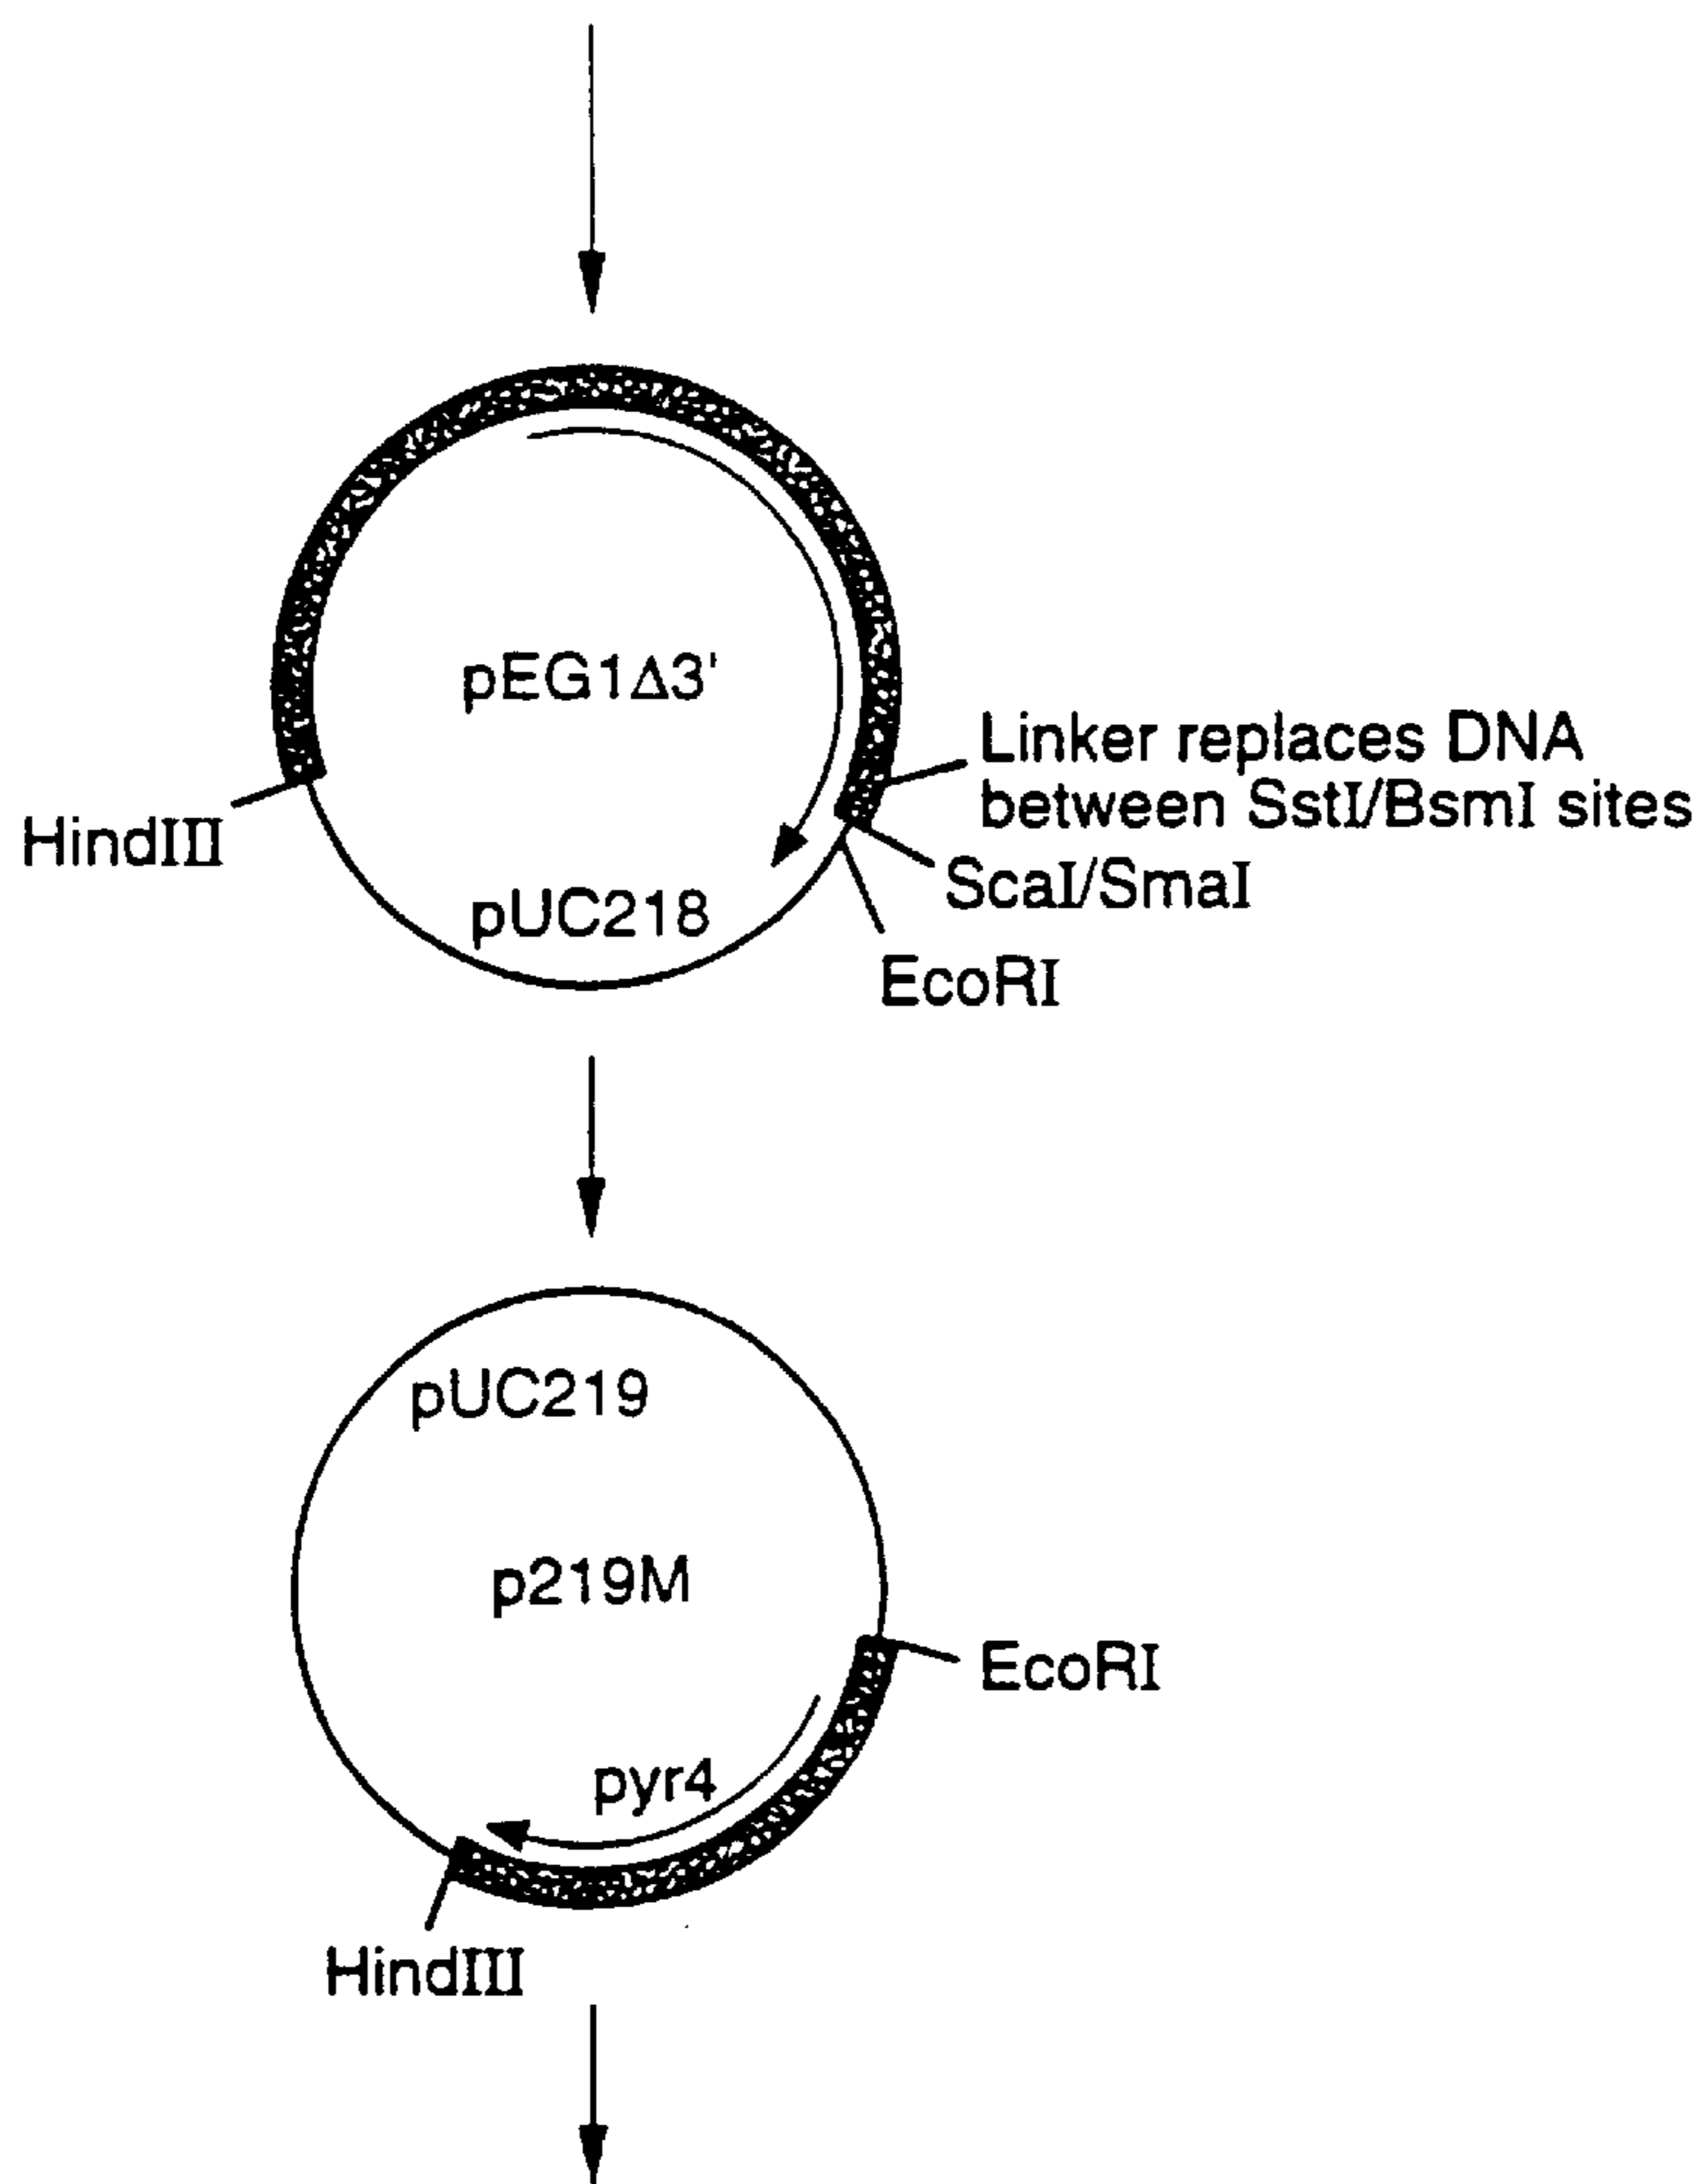 pEG1Δ3'
Linker replaces DNA
between SstI/BsmI sites
HindIII
ScaI/SmaI
pUC218
EcoRI
pUC219
p219M
EcoRI
pyr4
HindIII